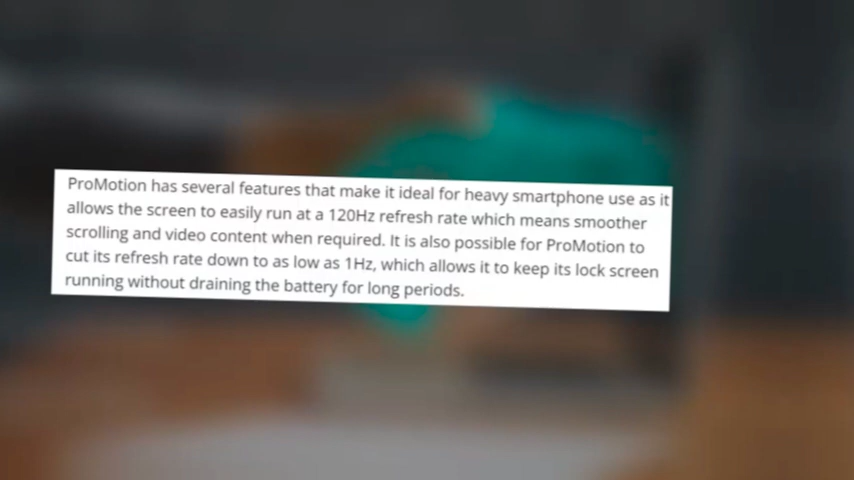 ProMotion has several features that make it ideal for heavy smartphone use as it
allows the screen to easily run at a 120Hz refresh rate which means smoother
scrolling and video content when required. It is also possible for ProMotion to
cut its refresh rate down to as low as 1Hz, which allows it to keep its lock screen
running without draining the battery for long periods.